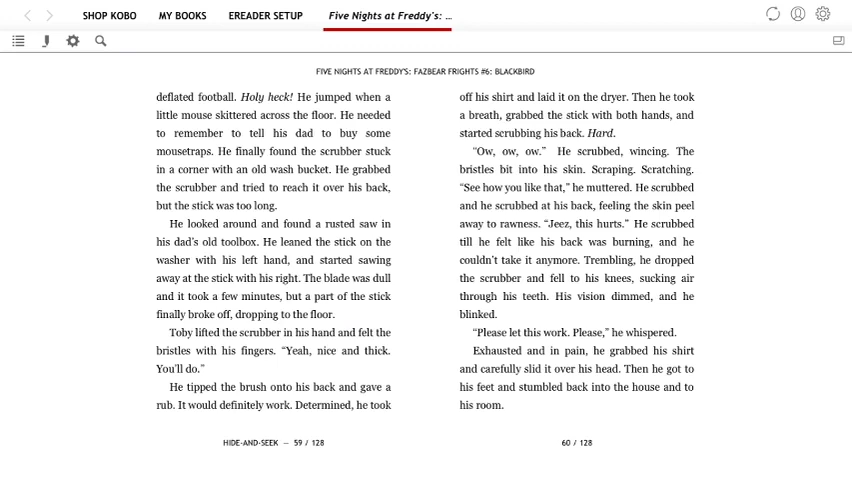 SHOP KOBO MY BOOKS EREADER SETUP Five Nights at Freddy's: ...
FIVE NIGHTS AT FREDDY'S: FAZBEAR FRIGHTS #6: BLACKBIRD
deflated football. Holy heck! He jumped when a
little mouse skittered across the floor. He needed
to remember to tell his dad to buy some
mousetraps. He finally found the scrubber stuck
in a corner with an old wash bucket. He grabbed
the scrubber and tried to reach it over his back,
but the stick was too long.
He looked around and found a rusted saw in
his dad's old toolbox. He leaned the stick on the
washer with his left hand, and started sawing
away at the stick with his right. The blade was dull
and it took a few minutes, but a part of the stick
finally broke off, dropping to the floor.
Toby lifted the scrubber in his hand and felt the
bristles with his fingers. “Yeah, nice and thick.
You'll do.”
He tipped the brush onto his back and gave a
rub. It would definitely work. Determined, he took
HIDE-AND-SEEK — 59 / 128
off his shirt and laid it on the dryer. Then he took
a breath, grabbed the stick with both hands, and
started scrubbing his back. Hard.
“Ow, ow, ow.” He scrubbed, wincing. The
bristles bit into his skin. Scraping. Scratching.
“See how you like that,” he muttered. He scrubbed
and he scrubbed at his back, feeling the skin peel
away to rawness. “Jeez, this hurts.” He scrubbed
till he felt like his back was burning, and he
couldn't take it anymore. Trembling, he dropped
the scrubber and fell to his knees, sucking air
through his teeth. His vision dimmed, and he
blinked.
“Please let this work. Please,” he whispered.
Exhausted and in pain, he grabbed his shirt
and carefully slid it over his head. Then he got to
his feet and stumbled back into the house and to
his room.
60 / 128